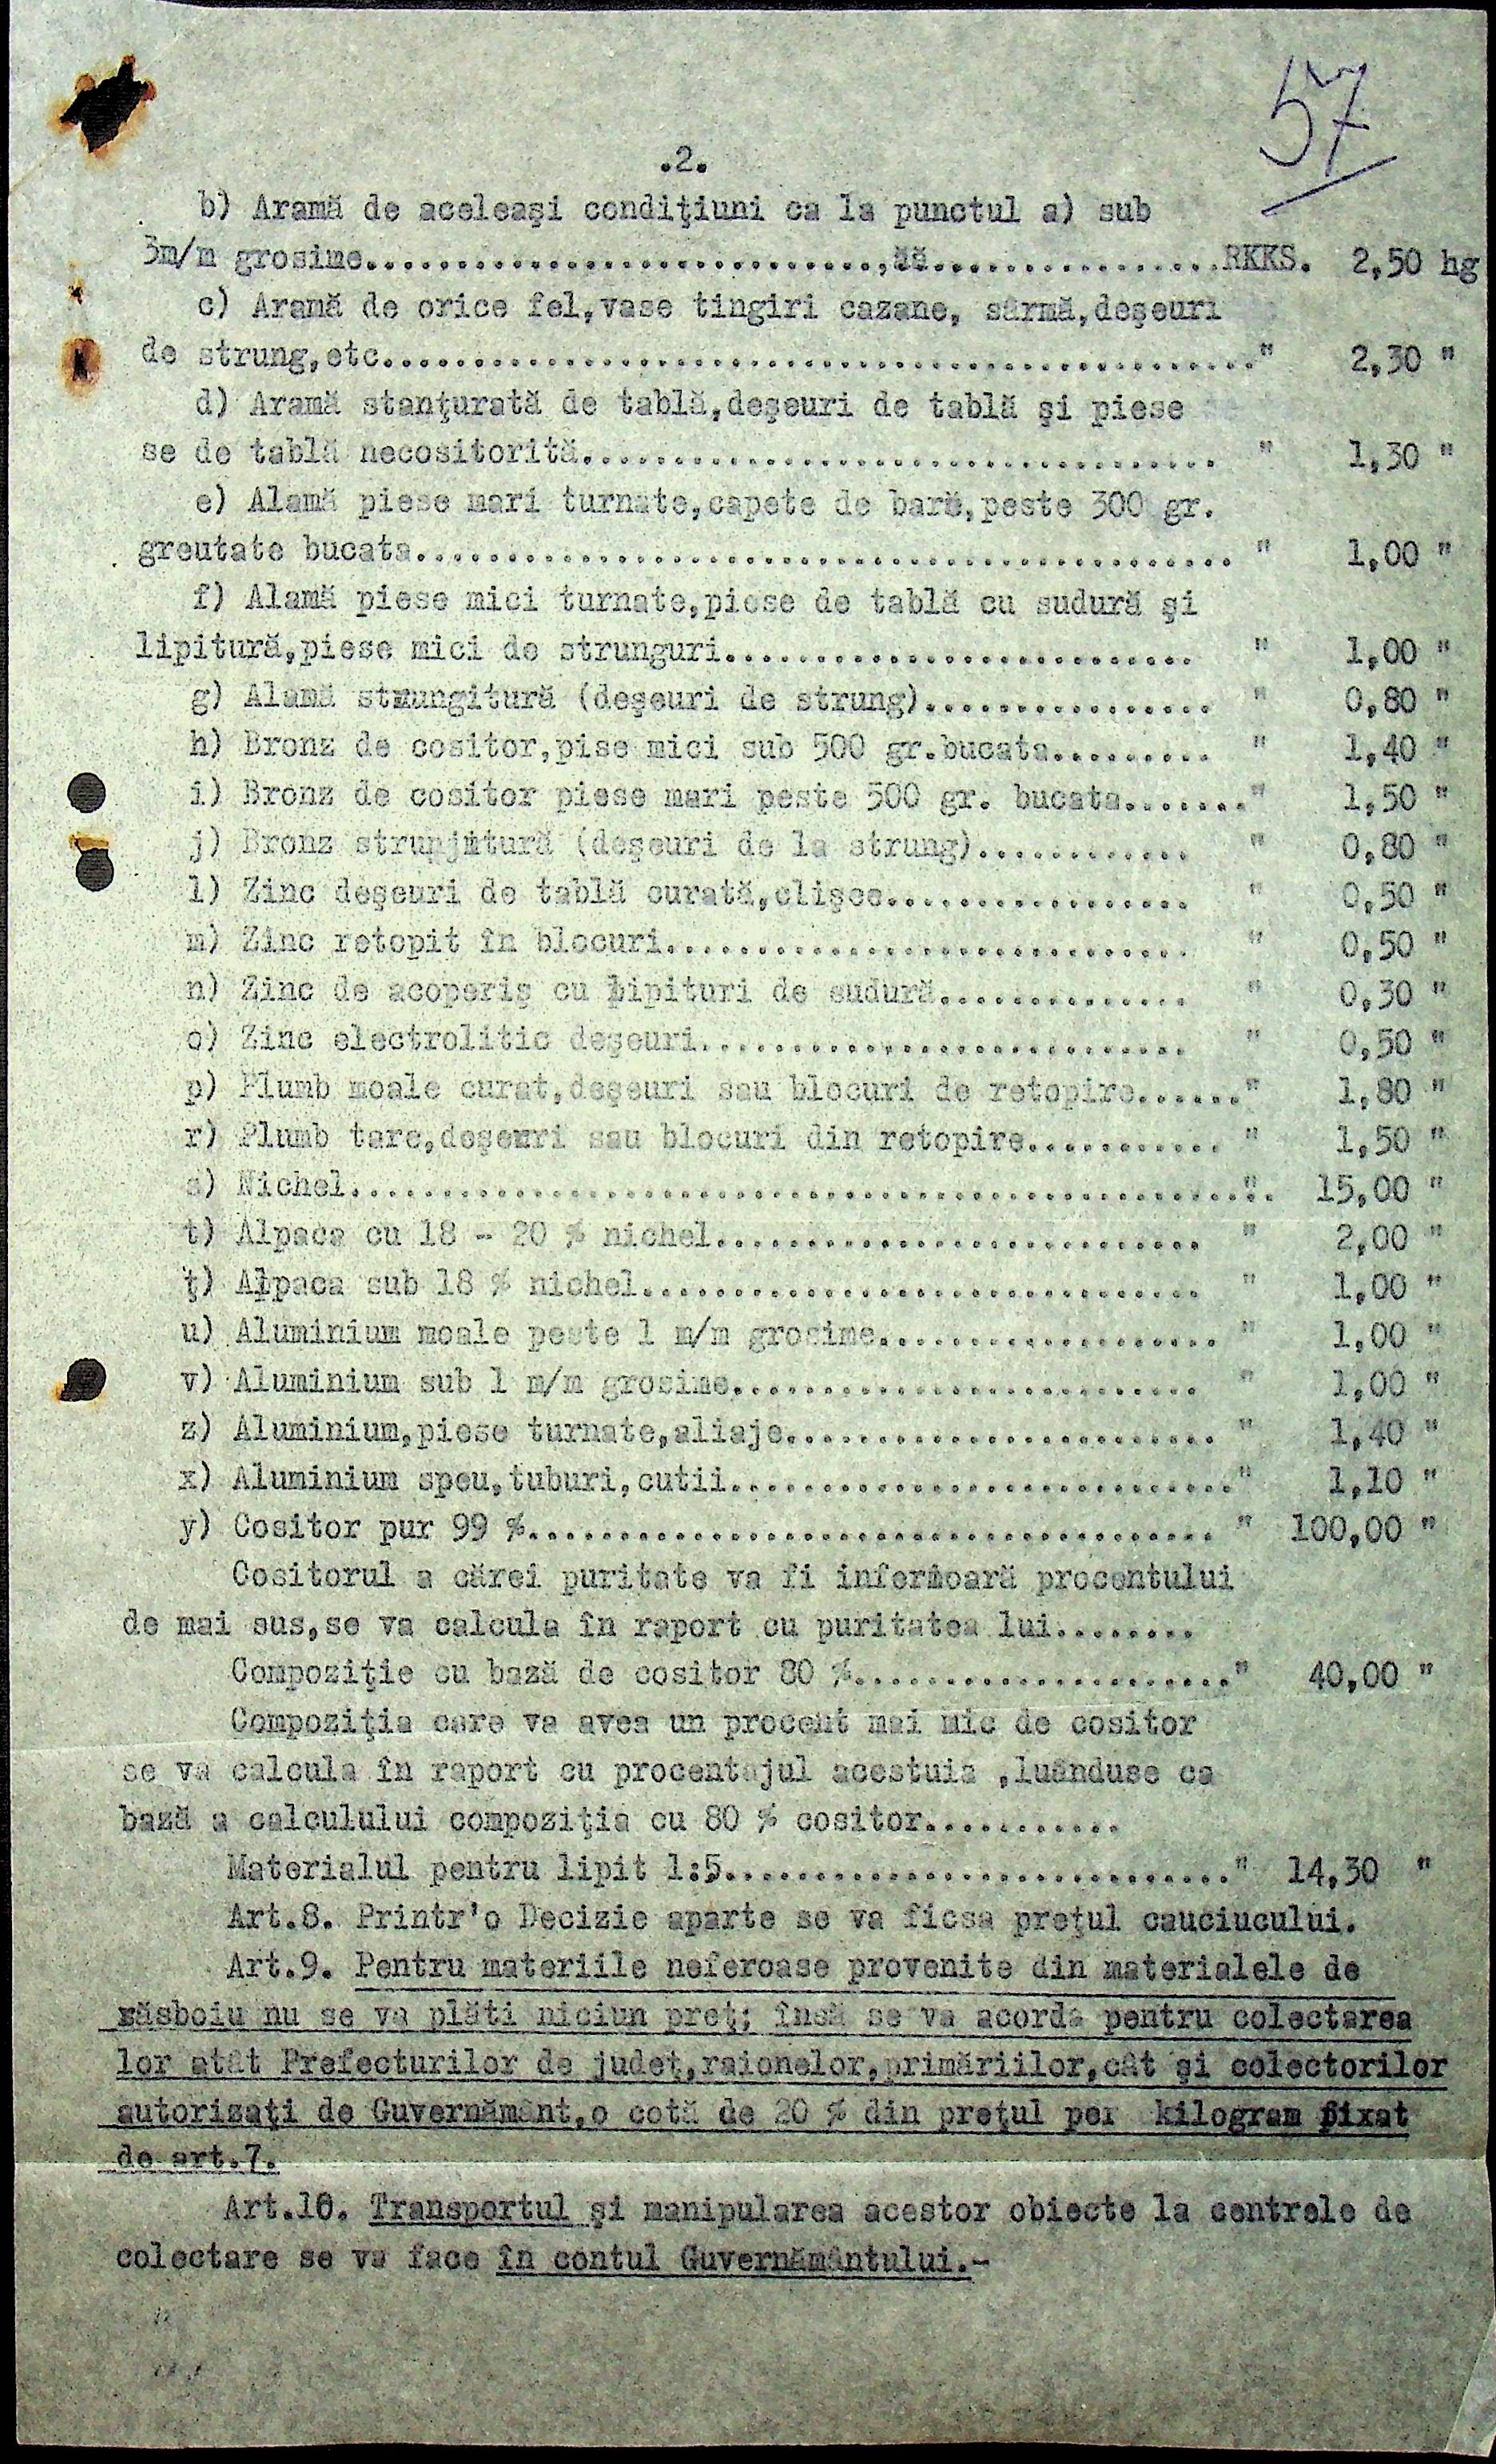 57
.2.
b) Aramă de aceleaşi condiţiuni ca la punctul a) sub
3m/m grosime..............................,ăă................RKKS. 2,50 hg
c) Aramă de orice fel,vase tingiri cazane, sârmă,deşeuri
de strung,etc................................................." 2,30 "
d) Aramă stanţurată de tablă,deşeuri de tablă şi piese
se de tablă necositorită.................................... " 1,30 "
e) Alamă piese mari turnate,capete de bară,peste 300 gr.
greutate bucata.............................................. " 1,00 "
f) Alamă piese mici turnate,piese de tablă cu sudură şi
lipitură,piese mici de strunguri.......................... " 1,00 "
g) Alamă strungitură (deşeuri de strung)................ " 0,80 "
h) Bronz de cositor,pise mici sub 500 gr.bucata......... " 1,40 "
i) Bronz de cositor piese mari peste 500 gr. bucata......." 1,50 "
j) Bronz strunjitură (deşeuri de la strung)............ " 0,80 "
l) Zinc deşeuri de tablă curată,clişee................. " 0,50 "
m) Zinc retopit în blocuri............................. " 0,50 "
n) Zinc de acoperiş cu lipituri de sudură.............. " 0,30 "
o) Zinc electrolitic deşeuri........................... " 0,50 "
p) Plumb moale curat,deşeuri sau blocuri de retopire......" 1,80 "
r) Plumb tare,deşeuri sau blocuri din retopire........... " 1,50 "
s) Nichel.................................................". 15,00 "
t) Alpaca cu 18 - 20 % nichel........................... " 2,00 "
ţ) Alpaca sub 18 % nichel............................... " 1,00 "
u) Aluminium moale peste 1 m/m grosime................... " 1,00 "
v) Aluminium sub 1 m/m grosime.......................... " 1,00 "
z) Aluminium,piese turnate,aliaje........................ " 1,40 "
x) Aluminium speu,tuburi,cutii............................" 1,10 "
y) Cositor pur 99 %...................................... " 100,00 "
Cositorul a cărei puritate va fi inferioară procentului
de mai sus,se va calcula în raport cu puritatea lui........
Compoziţie cu bază de cositor 80 %....................." 40,00 "
Compoziţia care va avea un procent mai mic de cositor
se va calcula în raport cu procentajul acestuia ,luânduse ca
bază a calculului compoziţia cu 80 % cositor...........
Materialul pentru lipit 1:5............................" 14,30 "
Art.8. Printr'o Decizie aparte se va ficsa preţul cauciucului.
Art.9. Pentru materiile neferoase provenite din materialele de
răsboiu nu se va plăti niciun preţ; însă se va acorda pentru colectarea
lor atât Prefecturilor de judeţ,raionelor,primăriilor,cât şi colectorilor
autorizaţi de Guvernământ,o cotă de 20 % din preţul per kilogram fixat
de art.7.
Art.10. Transportul şi manipularea acestor obiecte la centrele de
colectare se va face în contul Guvernământului.-